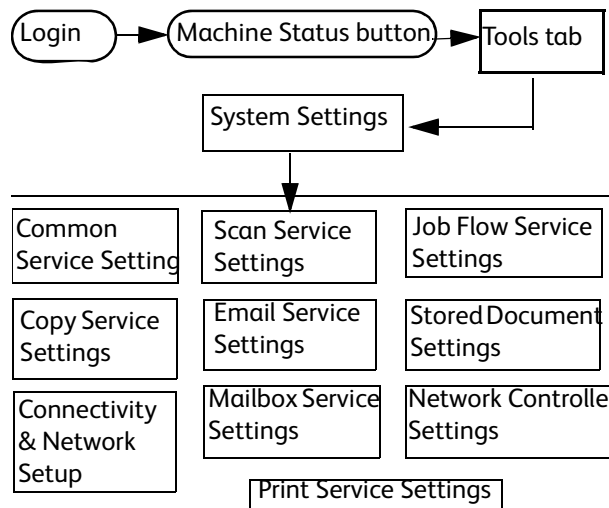 Login
Machine Status button
Tools tab
System Settings
Common
Service Setting
Scan Service
Settings
Job Flow Service
Settings
Copy Service
Settings
Email Service
Settings
Stored Document
Settings
Connectivity
& Network
Setup
Mailbox Service
Settings
Network Controlle
Settings
Print Service Settings